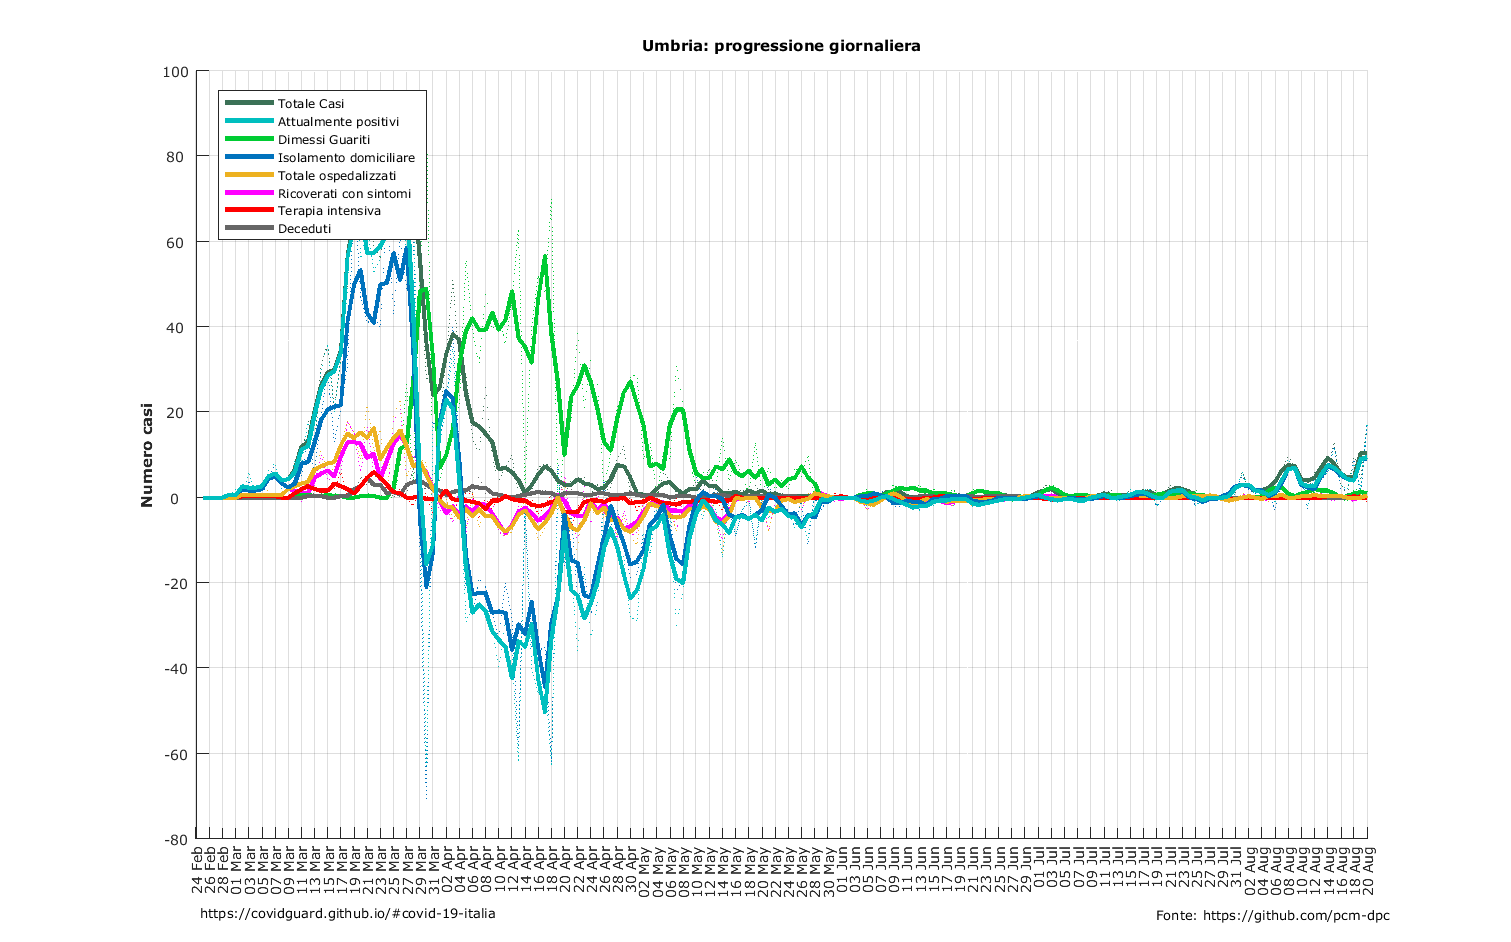 Umbria: progressione giornaliera
100
80
60
40
20
0
-20
-40
-60
-80
Numero casi
Totale Casi
Attualmente positivi
Dimessi Guariti
Isolamento domiciliare
Totale ospedalizzati
Ricoverati con sintomi
Terapia intensiva
Deceduti
24 Feb
26 Feb
28 Feb
01 Mar
03 Mar
05 Mar
07 Mar
09 Mar
11 Mar
13 Mar
15 Mar
17 Mar
19 Mar
21 Mar
23 Mar
25 Mar
27 Mar
29 Mar
31 Mar
02 Apr
04 Apr
06 Apr
08 Apr
10 Apr
12 Apr
14 Apr
16 Apr
18 Apr
20 Apr
22 Apr
24 Apr
26 Apr
28 Apr
30 Apr
02 May
04 May
06 May
08 May
10 May
12 May
14 May
16 May
18 May
20 May
22 May
24 May
26 May
28 May
30 May
01 Jun
03 Jun
05 Jun
07 Jun
09 Jun
11 Jun
13 Jun
15 Jun
17 Jun
19 Jun
21 Jun
23 Jun
25 Jun
27 Jun
29 Jun
01 Jul
03 Jul
05 Jul
07 Jul
09 Jul
11 Jul
13 Jul
15 Jul
17 Jul
19 Jul
21 Jul
23 Jul
25 Jul
27 Jul
29 Jul
31 Jul
02 Aug
04 Aug
06 Aug
08 Aug
10 Aug
12 Aug
14 Aug
16 Aug
18 Aug
20 Aug
https://covidguard.github.io/#covid-19-italia
Fonte: https://github.com/pcm-dpc